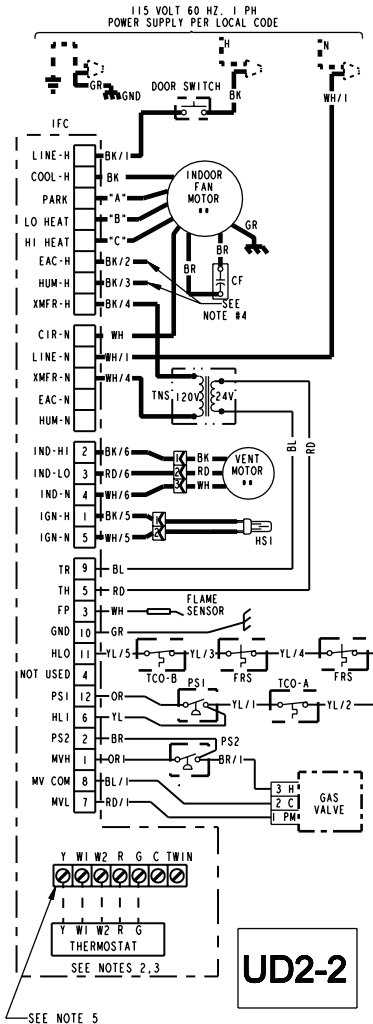 115 VOLT 60 HZ. 1 PH
POWER SUPPLY PER LOCAL CODE
H
N
GR
GND
DOOR SWITCH
BK
WH/1
IFC
LINE-H BK/1
COOL-H BK
PARK "A"
LO HEAT "B"
HI HEAT "C"
EAC-H BK/2
HUM-H BK/3
XMFR-H BK/4
INDOOR
FAN
MOTOR
GR
BR
BR
CF
SEE
NOTE #4
CIR-N WH
LINE-N WH/1
XMFR-N WH/4
EAC-N
HUM-N
TNS 120V 24V
BL
RD
IND-HI 2 BK/6 1 BK
IND-LO 3 RD/6 2 RD
IND-N 4 WH/6 3 WH
VENT
MOTOR
IGN-H 1 BK/5 1
IGN-N 5 WH/5 2
HSI
TR 9 BL
TH 5 RD
FP 3 WH
FLAME
SENSOR
GND 10 GR
HLO 11 YL/5 YL/3 YL/4
TCO-B FRS FRS
NOT USED 4
PS1 12 OR PS1 YL/1 TCO-A YL/2
HLI 6 YL
PS2 2 BR PS2
MVH 1 OR1 BR/1
MV COM 8 BL/1
MVL 7 RD/1
3 H
2 C
1 PM
GAS
VALVE
Y W1 W2 R G C TWIN
Y W1 W2 R G
THERMOSTAT
SEE NOTES 2,3
UD2-2
SEE NOTE 5